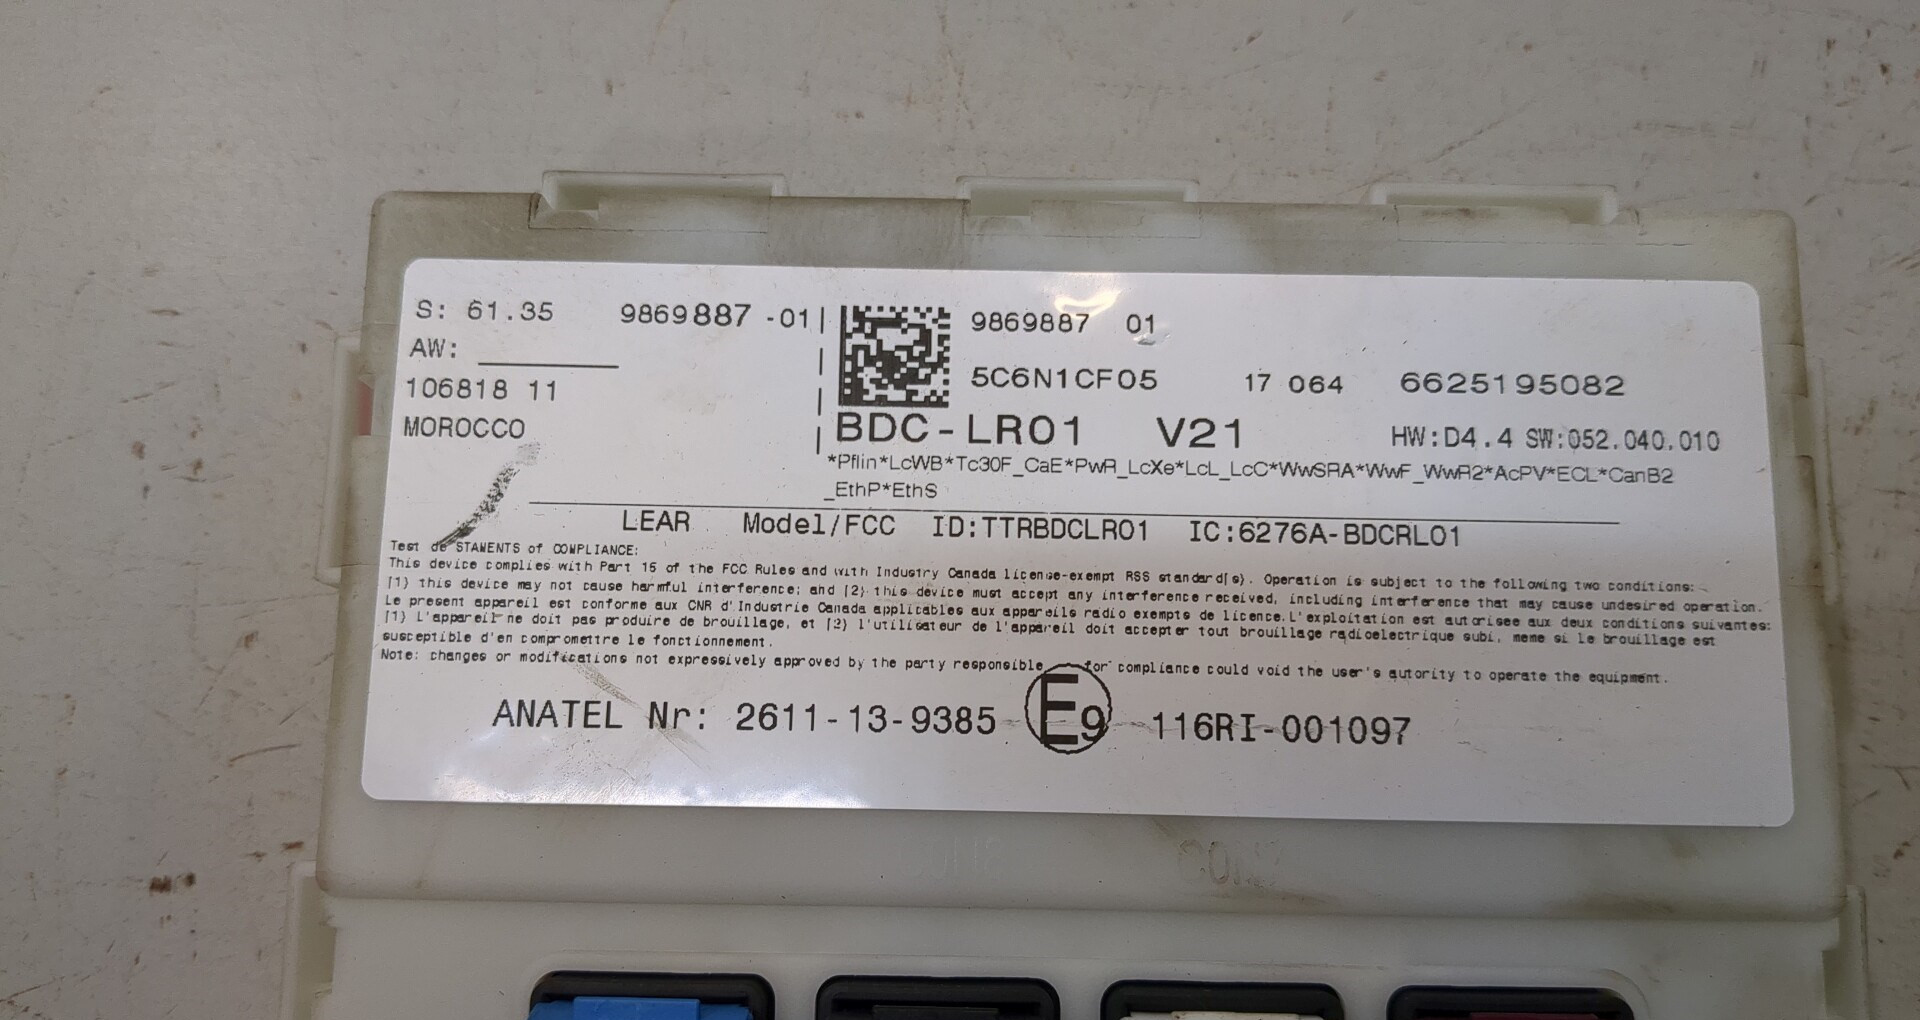 S: 61.35 9869887 -01
AW:
106818 11
MOROCCO
9869887 01
5C6N1CF05 17 064 6625195082
BDC-LR01 V21 HW:D4.4 SW:052.040.010
*Pflin*LcWB*Tc30F_CaE*PwR_LcXe*LcL_LcC*WwSRA*WwF_WwR2*AcPV*ECL*CanB2
_EthP*EthS
LEAR Model/FCC ID:TTRBDCLR01 IC:6276A-BDCRL01
Test de STAMENTS of COMPLIANCE:
This device complies with Part 15 of the FCC Rules and with Industry Canada license-exempt RSS standard(s). Operation is subject to the following two conditions:
(1) this device may not cause harmful interference; and (2) this device must accept any interference received, including interference that may cause undesired operation.
Le present appareil est conforme aux CNR d'Industrie Canada applicables aux appareils radio exempts de licence.L'exploitation est autorisee aux deux conditions suivantes:
(1) L'appareil ne doit pas produire de brouillage, et (2) l'utilisateur de l'appareil doit accepter tout brouillage radioelectrique subi, meme si le brouillage est
susceptible d'en compromettre le fonctionnement.
Note: changes or modifications not expressively approved by the party responsible for compliance could void the user's autority to operate the equipment.
ANATEL Nr: 2611-13-9385 E9 116RI-001097